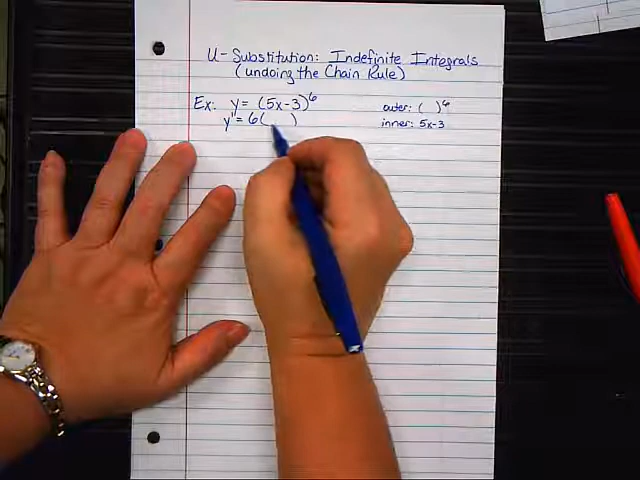 U-Substitution: Indefinite Integrals
(undoing the Chain Rule)
Ex: y = (5x-3)⁶
outer: ( )⁶
y' = 6( )
inner: 5x-3